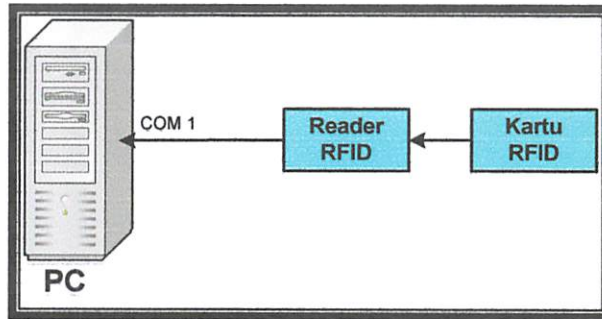 COM 1
Reader
RFID
Kartu
RFID
PC